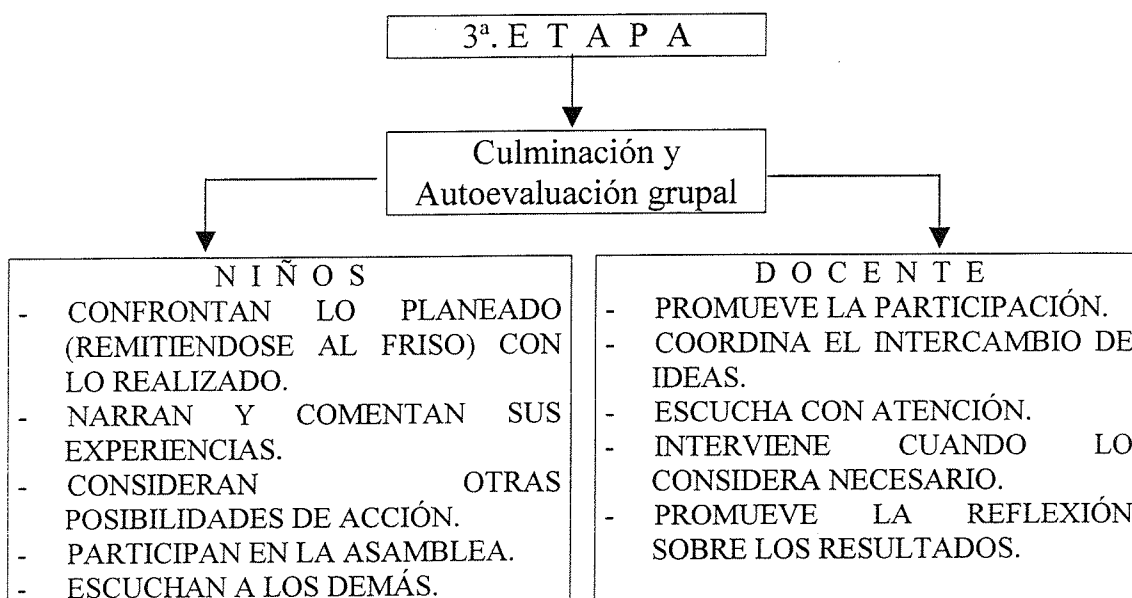 3ª. E T A P A
Culminación y
Autoevaluación grupal
N I Ñ O S
- CONFRONTAN LO PLANEADO
(REMITIENDOSE AL FRISO) CON
LO REALIZADO.
- NARRAN Y COMENTAN SUS
EXPERIENCIAS.
- CONSIDERAN OTRAS
POSIBILIDADES DE ACCIÓN.
- PARTICIPAN EN LA ASAMBLEA.
- ESCUCHAN A LOS DEMÁS.
D O C E N T E
- PROMUEVE LA PARTICIPACIÓN.
- COORDINA EL INTERCAMBIO DE
IDEAS.
- ESCUCHA CON ATENCIÓN.
- INTERVIENE CUANDO LO
CONSIDERA NECESARIO.
- PROMUEVE LA REFLEXIÓN
SOBRE LOS RESULTADOS.